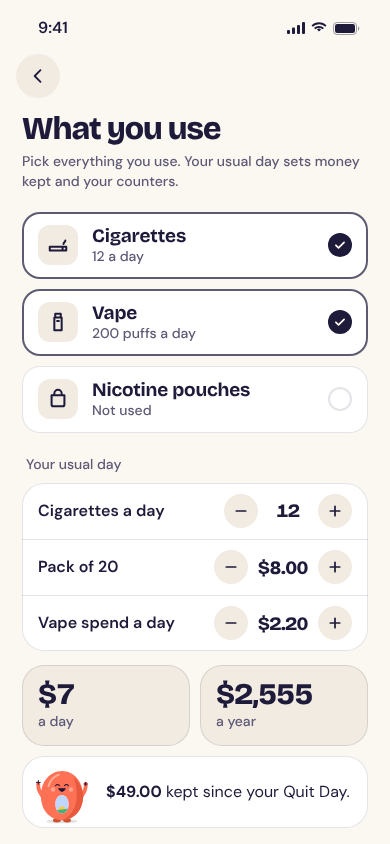 9:41
What you use
Pick everything you use. Your usual day sets money
kept and your counters.
Cigarettes
12 a day
Vape
200 puffs a day
Nicotine pouches
Not used
Your usual day
Cigarettes a day
12
Pack of 20
$8.00
Vape spend a day
$2.20
$7
a day
$2,555
a year
$49.00 kept since your Quit Day.